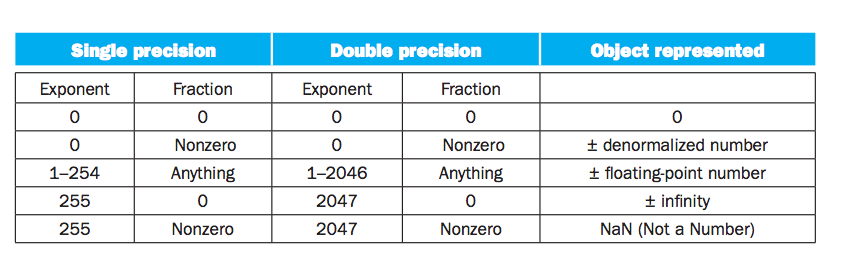 Single precision Double precision Object represented
Exponent Fraction Exponent Fraction
0 0 0 0 0
0 Nonzero 0 Nonzero ± denormalized number
1–254 Anything 1–2046 Anything ± floating-point number
255 0 2047 0 ± infinity
255 Nonzero 2047 Nonzero NaN (Not a Number)